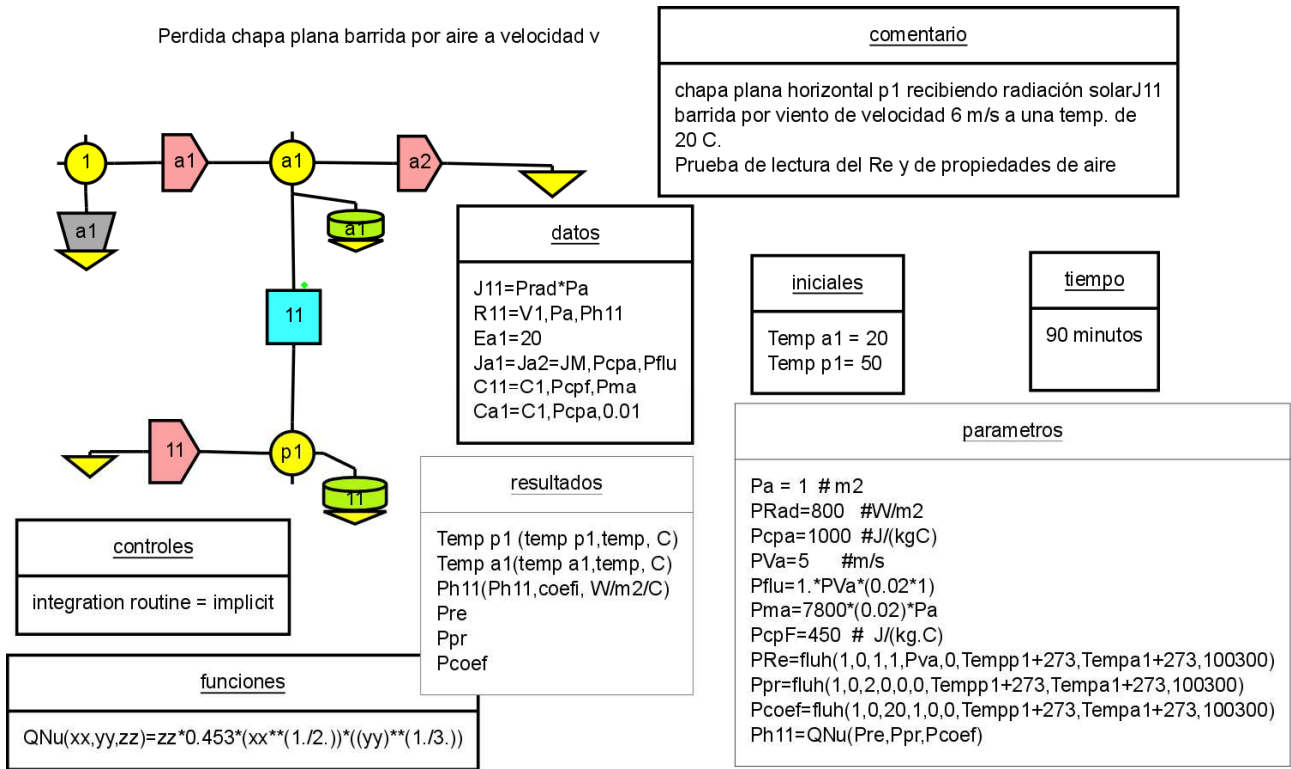 Perdida chapa plana barrida por aire a velocidad v
comentario
chapa plana horizontal p1 recibiendo radiación solarJ11
barrida por viento de velocidad 6 m/s a una temp. de
20 C.
Prueba de lectura del Re y de propiedades de aire
1
a1
a1
a2
a1
a1
11
11
p1
11
datos
J11=Prad*Pa
R11=V1,Pa,Ph11
Ea1=20
Ja1=Ja2=JM,Pcpa,Pflu
C11=C1,Pcpf,Pma
Ca1=C1,Pcpa,0.01
iniciales
Temp a1 = 20
Temp p1= 50
tiempo
90 minutos
resultados
Temp p1 (temp p1,temp, C)
Temp a1(temp a1,temp, C)
Ph11(Ph11,coefi, W/m2/C)
Pre
Ppr
Pcoef
parametros
Pa = 1 # m2
PRad=800 #W/m2
Pcpa=1000 #J/(kgC)
PVa=5 #m/s
Pflu=1.*PVa*(0.02*1)
Pma=7800*(0.02)*Pa
PcpF=450 # J/(kg.C)
PRe=fluh(1,0,1,1,Pva,0,Tempp1+273,Tempa1+273,100300)
Ppr=fluh(1,0,2,0,0,0,Tempp1+273,Tempa1+273,100300)
Pcoef=fluh(1,0,20,1,0,0,Tempp1+273,Tempa1+273,100300)
Ph11=QNu(Pre,Ppr,Pcoef)
controles
integration routine = implicit
funciones
QNu(xx,yy,zz)=zz*0.453*(xx**(1./2.))*((yy)**(1./3.))